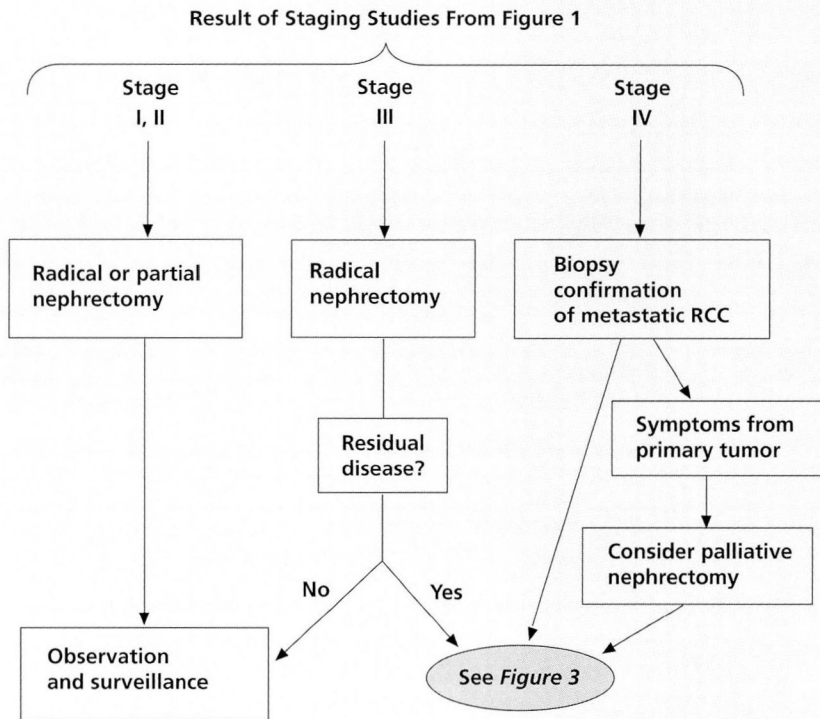 Result of Staging Studies From Figure 1
Stage
I, II
Stage
III
Stage
IV
Radical or partial
nephrectomy
Radical
nephrectomy
Biopsy
confirmation
of metastatic RCC
Residual
disease?
Symptoms from
primary tumor
Consider palliative
nephrectomy
No
Yes
Observation
and surveillance
See Figure 3